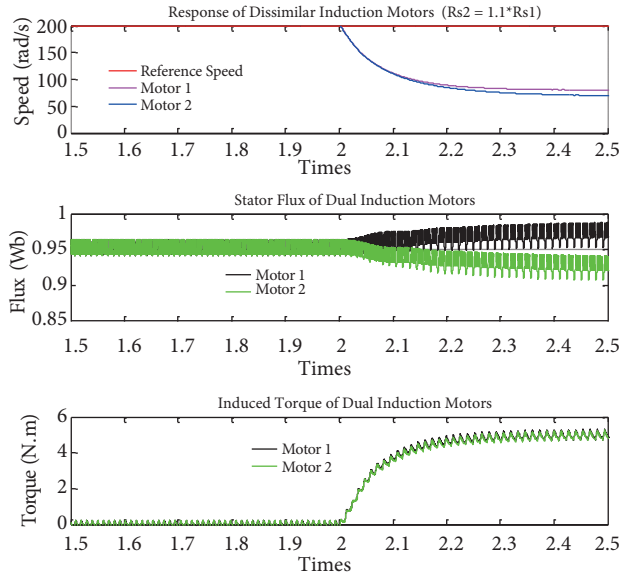 Response of Dissimilar Induction Motors (Rs2 = 1.1*Rs1)
Speed (rad/s)
200
150
100
50
0
Reference Speed
Motor 1
Motor 2
1.5 1.6 1.7 1.8 1.9 2 2.1 2.2 2.3 2.4 2.5
Times
Stator Flux of Dual Induction Motors
Flux (Wb)
1
0.95
0.9
0.85
Motor 1
Motor 2
1.5 1.6 1.7 1.8 1.9 2 2.1 2.2 2.3 2.4 2.5
Times
Induced Torque of Dual Induction Motors
Torque (N.m)
6
4
2
0
Motor 1
Motor 2
1.5 1.6 1.7 1.8 1.9 2 2.1 2.2 2.3 2.4 2.5
Times